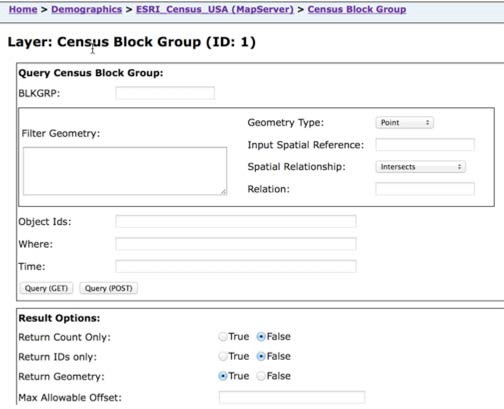 Home > Demographics > ESRI_Census_USA (MapServer) > Census Block Group
Layer: Census Block Group (ID: 1)
Query Census Block Group:
BLKGRP:
Filter Geometry:
Geometry Type: Point
Input Spatial Reference:
Spatial Relationship: Intersects
Relation:
Object Ids:
Where:
Time:
Query (GET) Query (POST)
Result Options:
Return Count Only: True False
Return IDs only: True False
Return Geometry: True False
Max Allowable Offset: